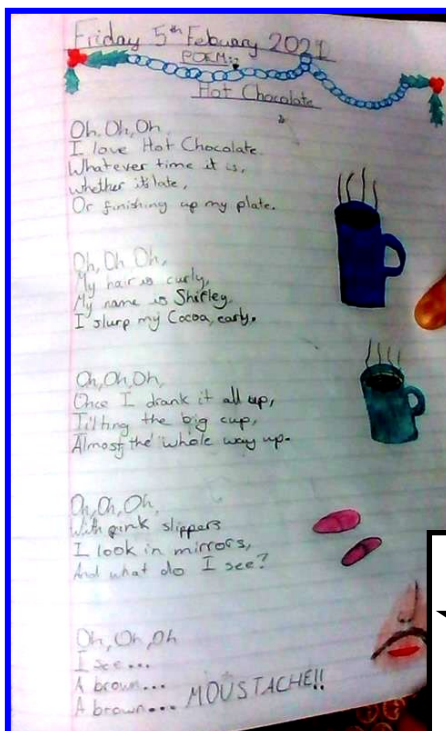 Friday 5th Febuary 2021
POEM:-
Hot Chocolate
Oh, Oh, Oh,
I love Hot Chocolate
Whatever time it is,
Whether its late,
Or finishing up my plate.
Oh, Oh, Oh,
My hair is curly,
My name is Shirley,
I slurp my Cocoa, early.
Oh, Oh, Oh,
Once I drank it all up,
Tilting the big cup,
Almost the whole way up.
Oh, Oh, Oh,
With pink slippers
I look in mirrors,
And what do I see?
Oh, Oh, Oh
I see...
A brown...
A brown... MOUSTACHE!!